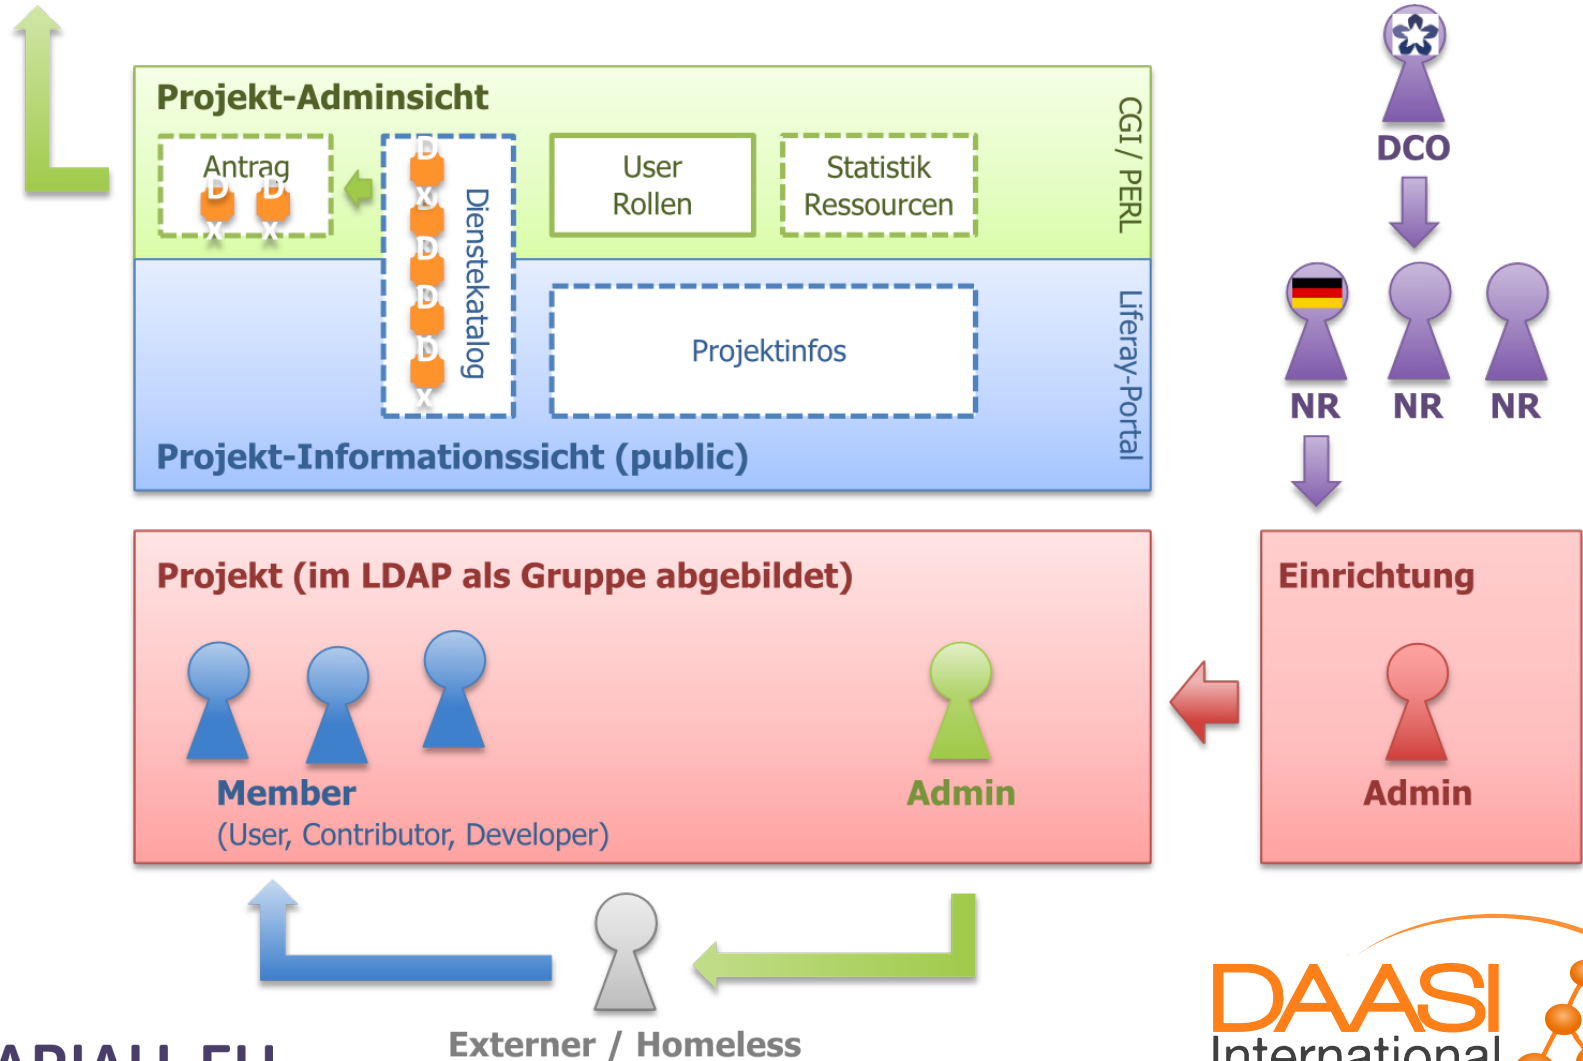 Projekt-Adminsicht
Antrag
D
x
D
x
D
x
D
D
D
D
x
Dienstekatalog
User
Rollen
Statistik
Ressourcen
CGI / PERL
Projektinfos
Liferay-Portal
Projekt-Informationssicht (public)
DCO
NR
NR
NR
Projekt (im LDAP als Gruppe abgebildet)
Member
(User, Contributor, Developer)
Admin
Einrichtung
Admin
Externer / Homeless
DAASI
International